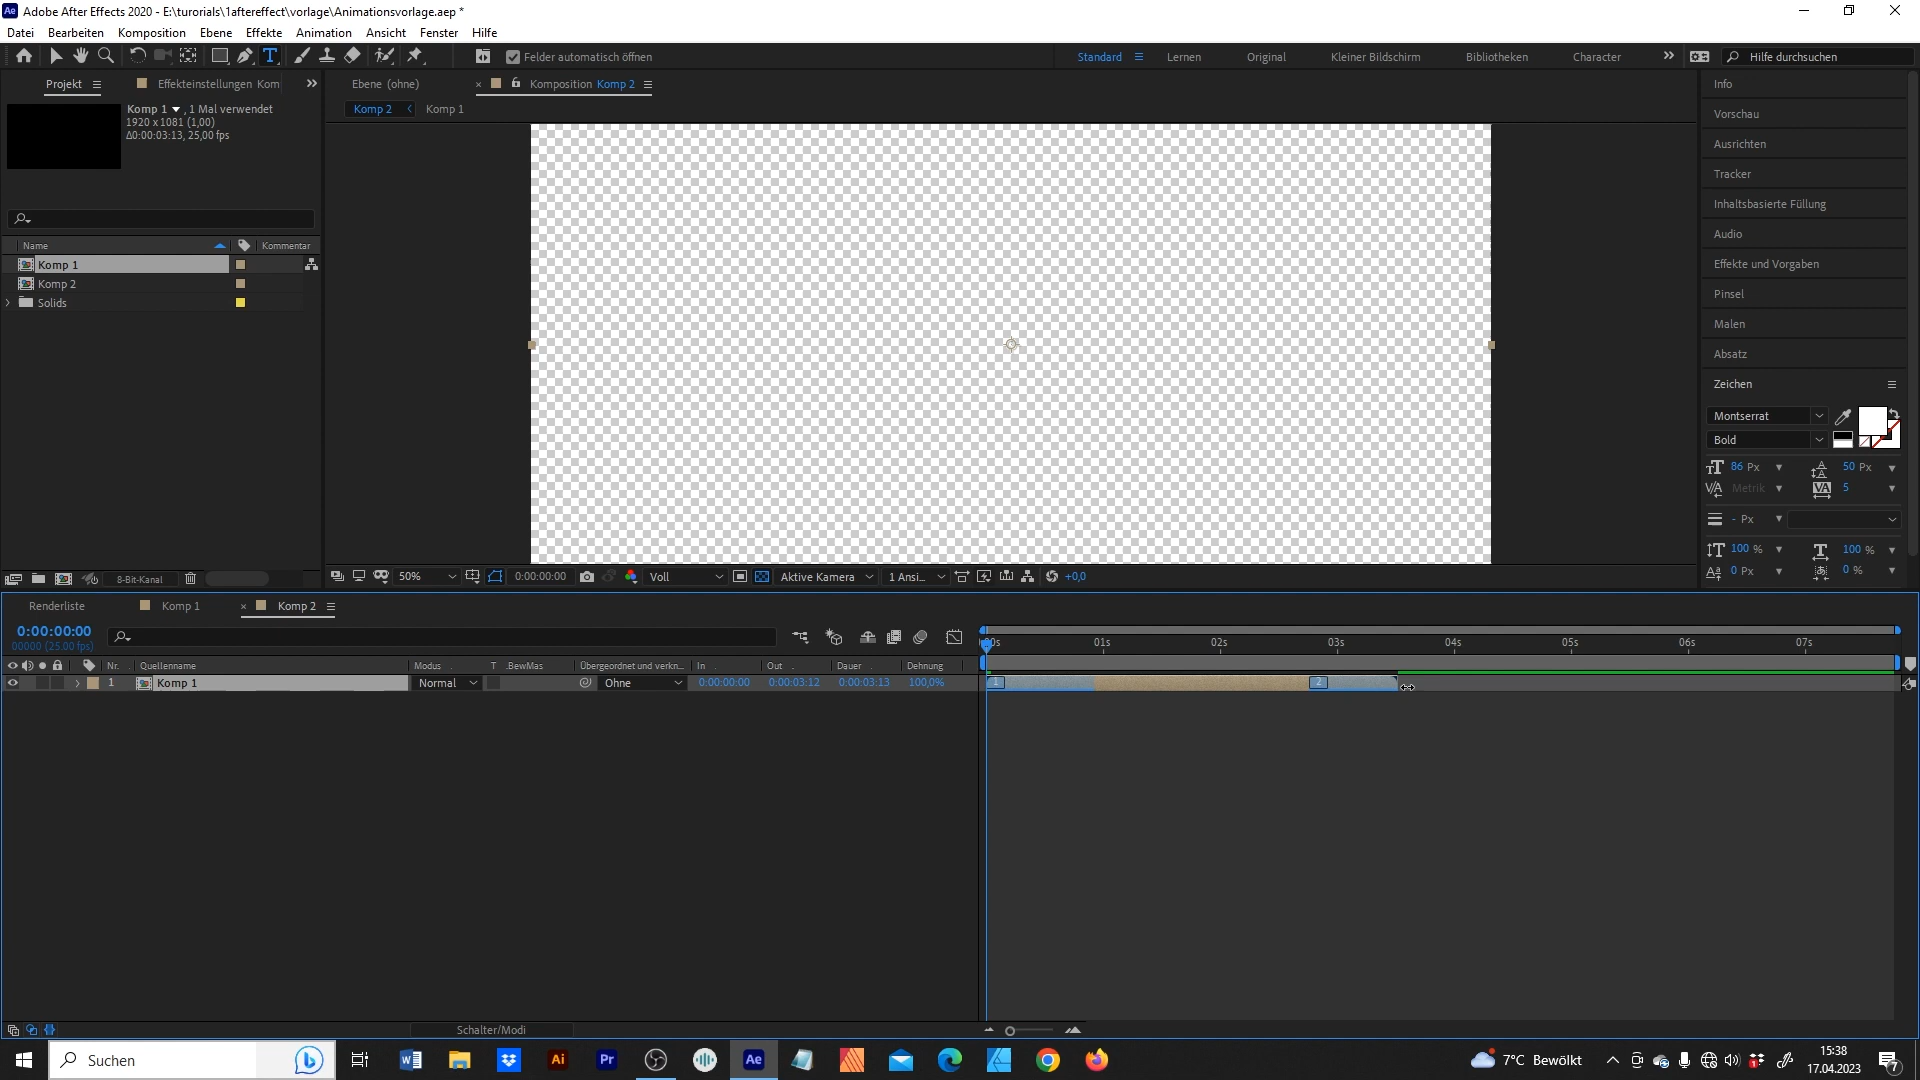 Adobe After Effects 2020 - E:\turorials\1aftereffect\vorlage\Animationsvorlage.aep *
Datei Bearbeiten Komposition Ebene Effekte Animation Ansicht Fenster Hilfe
Felder automatisch öffnen Standard Lernen Original Kleiner Bildschirm Bibliotheken Character Hilfe durchsuchen
Projekt Effekteinstellungen Kom Ebene (ohne) Komposition Komp 2 Info
Komp 1 , 1 Mal verwendet Komp 2 Komp 1
1920 x 1081 (1,00)
Δ0:00:03:13, 25,00 fps
Vorschau
Ausrichten
Tracker
Inhaltsbasierte Füllung
Audio
Name Kommentar
Komp 1
Komp 2
Solids
Effekte und Vorgaben
Pinsel
Malen
Absatz
Zeichen
Montserrat
Bold
86 Px 50 Px
Metrik 5
- Px
100 % 100 %
0 Px 0 %
8-Bit-Kanal 50% 0:00:00:00 Voll Aktive Kamera 1 Ansi... +0,0
Renderliste Komp 1 Komp 2
0:00:00:00
00000 (25.00 fps)
01s 02s 03s 04s 05s 06s 07s
Nr. Quellenname Modus T .BewMas Übergeordnet und verkn... In Out Dauer Dehnung
1 Komp 1 Normal Ohne 0:00:00:00 0:00:03:12 0:00:03:13 100,0% 1 2
Schalter/Modi
Suchen Ai Pr Ae 7°C Bewölkt 15:38
17.04.2023 7